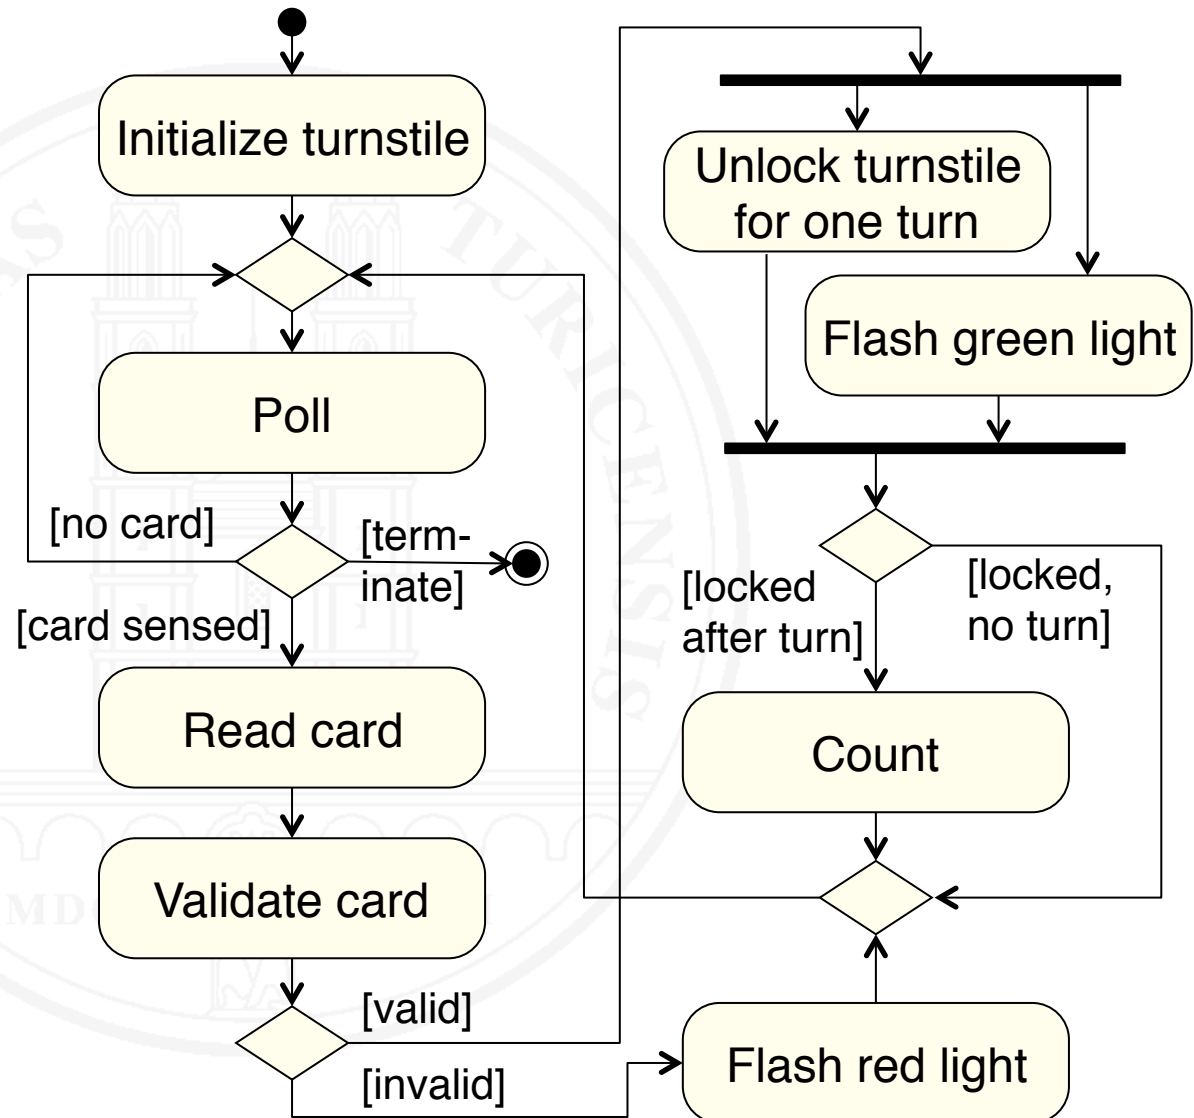 Initialize turnstile
Poll
[no card]
[term-
inate]
[card sensed]
Read card
Validate card
[valid]
[invalid]
Unlock turnstile
for one turn
Flash green light
[locked
after turn]
[locked,
no turn]
Count
Flash red light
TURICENSIS